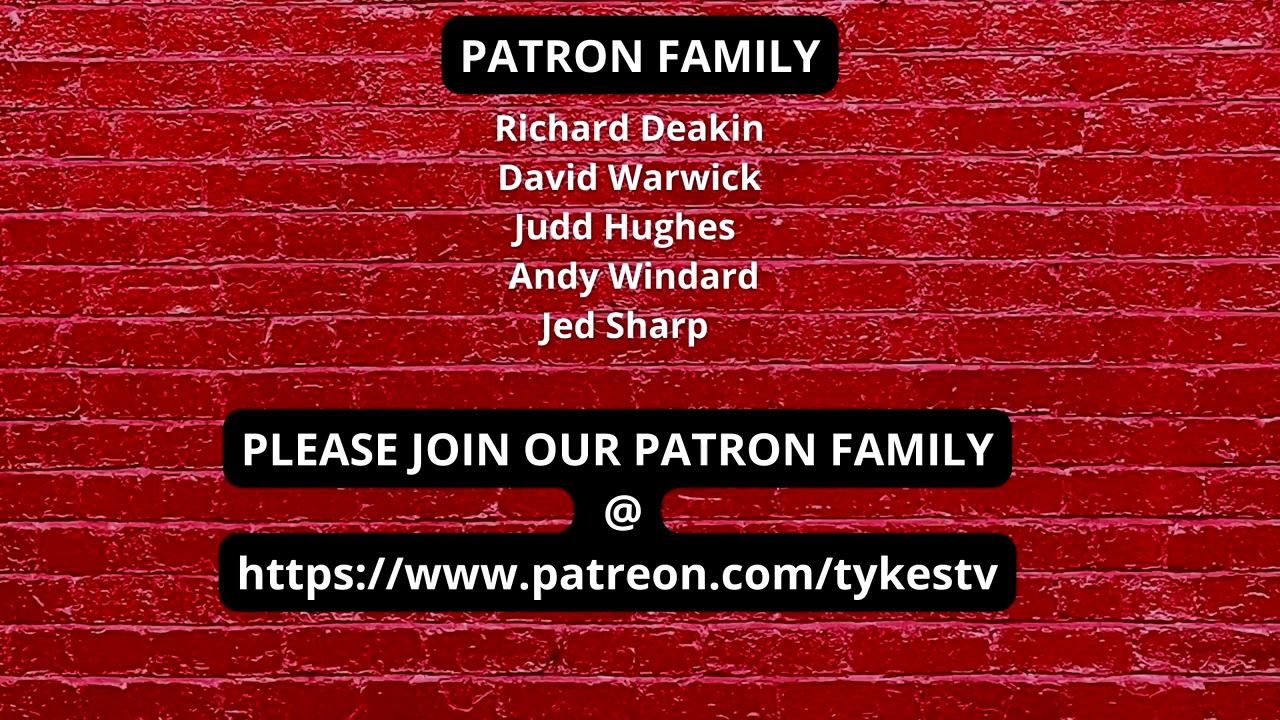 PATRON FAMILY
Richard Deakin
David Warwick
Judd Hughes
Andy Windard
Jed Sharp
PLEASE JOIN OUR PATRON FAMILY
@
https://www.patreon.com/tykestv